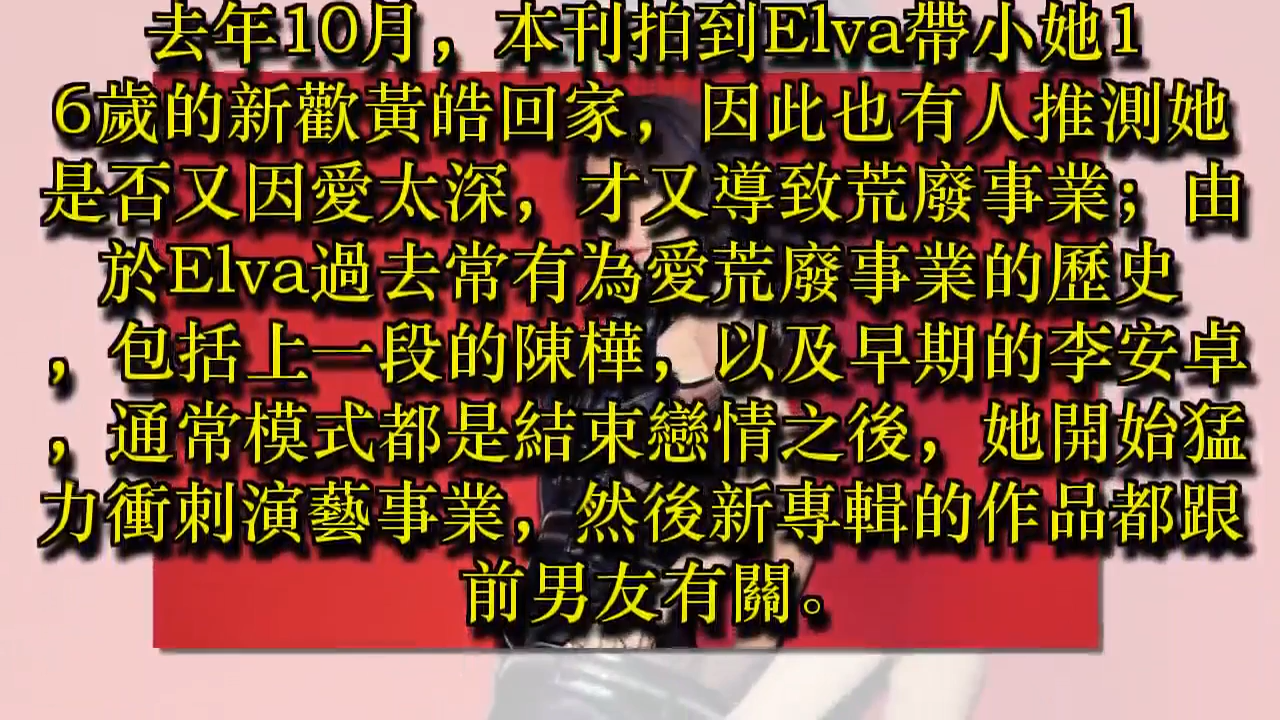 去年10月，本刊拍到Elva帶小她1
6歲的新歡黃皓回家，因此也有人推測她
是否又因愛太深，才又導致荒廢事業；由
於Elva過去常有為愛荒廢事業的歷史
，包括上一段的陳樺，以及早期的李安卓
，通常模式都是結束戀情之後，她開始猛
力衝刺演藝事業，然後新專輯的作品都跟
前男友有關。